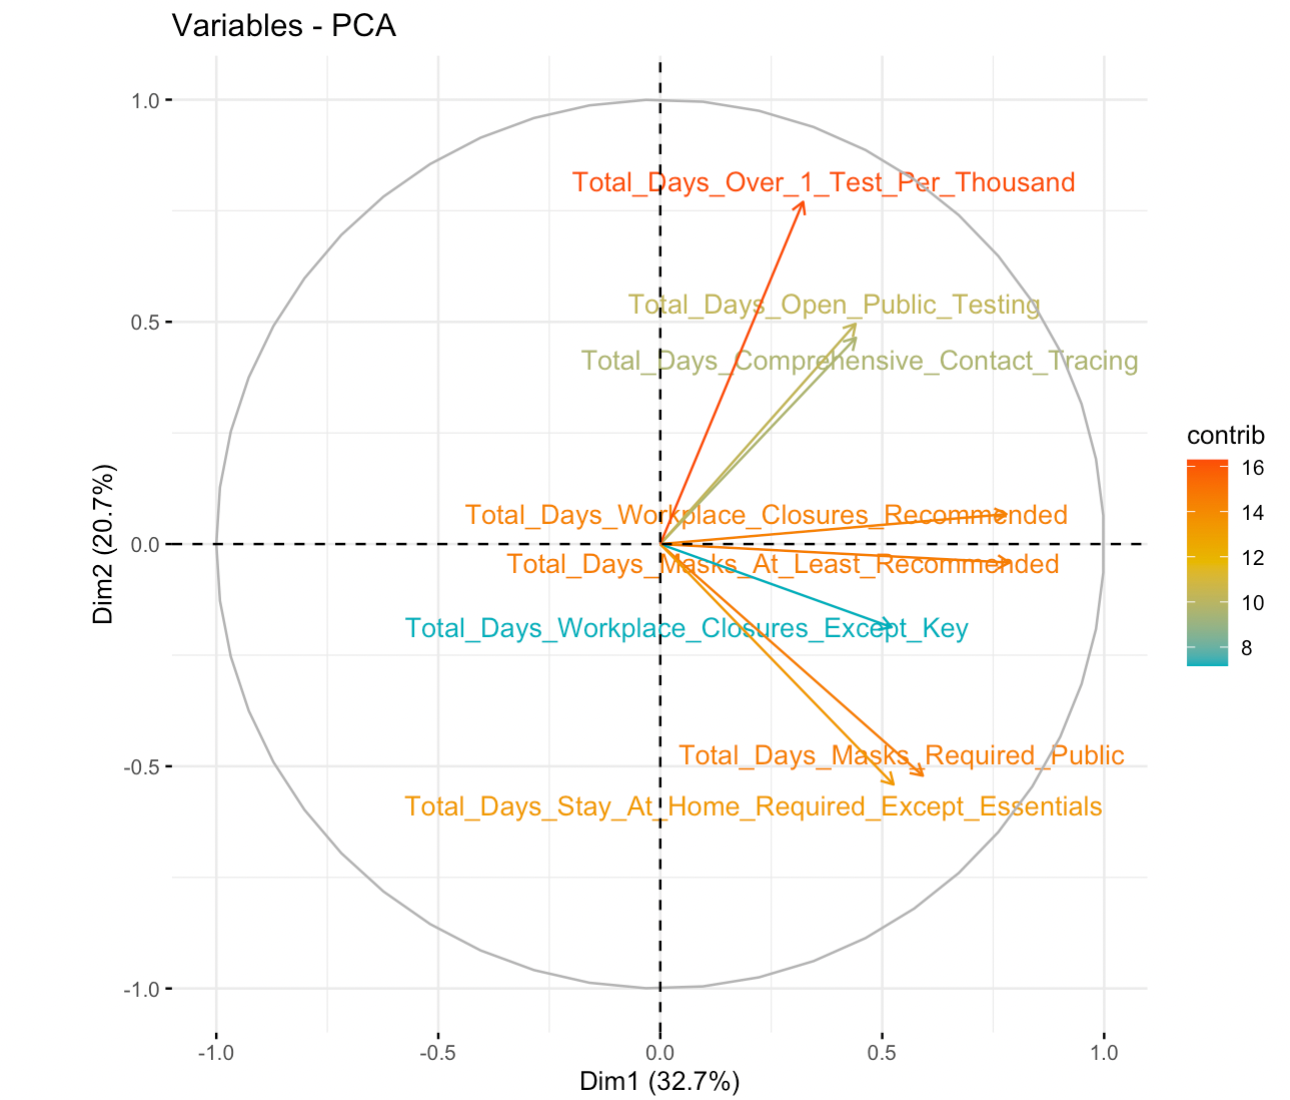 Variables - PCA
1.0
Total_Days_Over_1_Test_Per_Thousand
Total_Days_Open_Public_Testing
0.5
Total_Days_Comprehensive_Contact_Tracing
contrib
16
Total_Days_Workplace_Closures_Recommended
14
0.0
Total_Days_Masks_At_Least_Recommended
12
Dim2 (20.7%)
10
Total_Days_Workplace_Closures_Except_Key
8
Total_Days_Masks_Required_Public
-0.5
Total_Days_Stay_At_Home_Required_Except_Essentials
-1.0
-1.0
-0.5
0.0
0.5
1.0
Dim1 (32.7%)